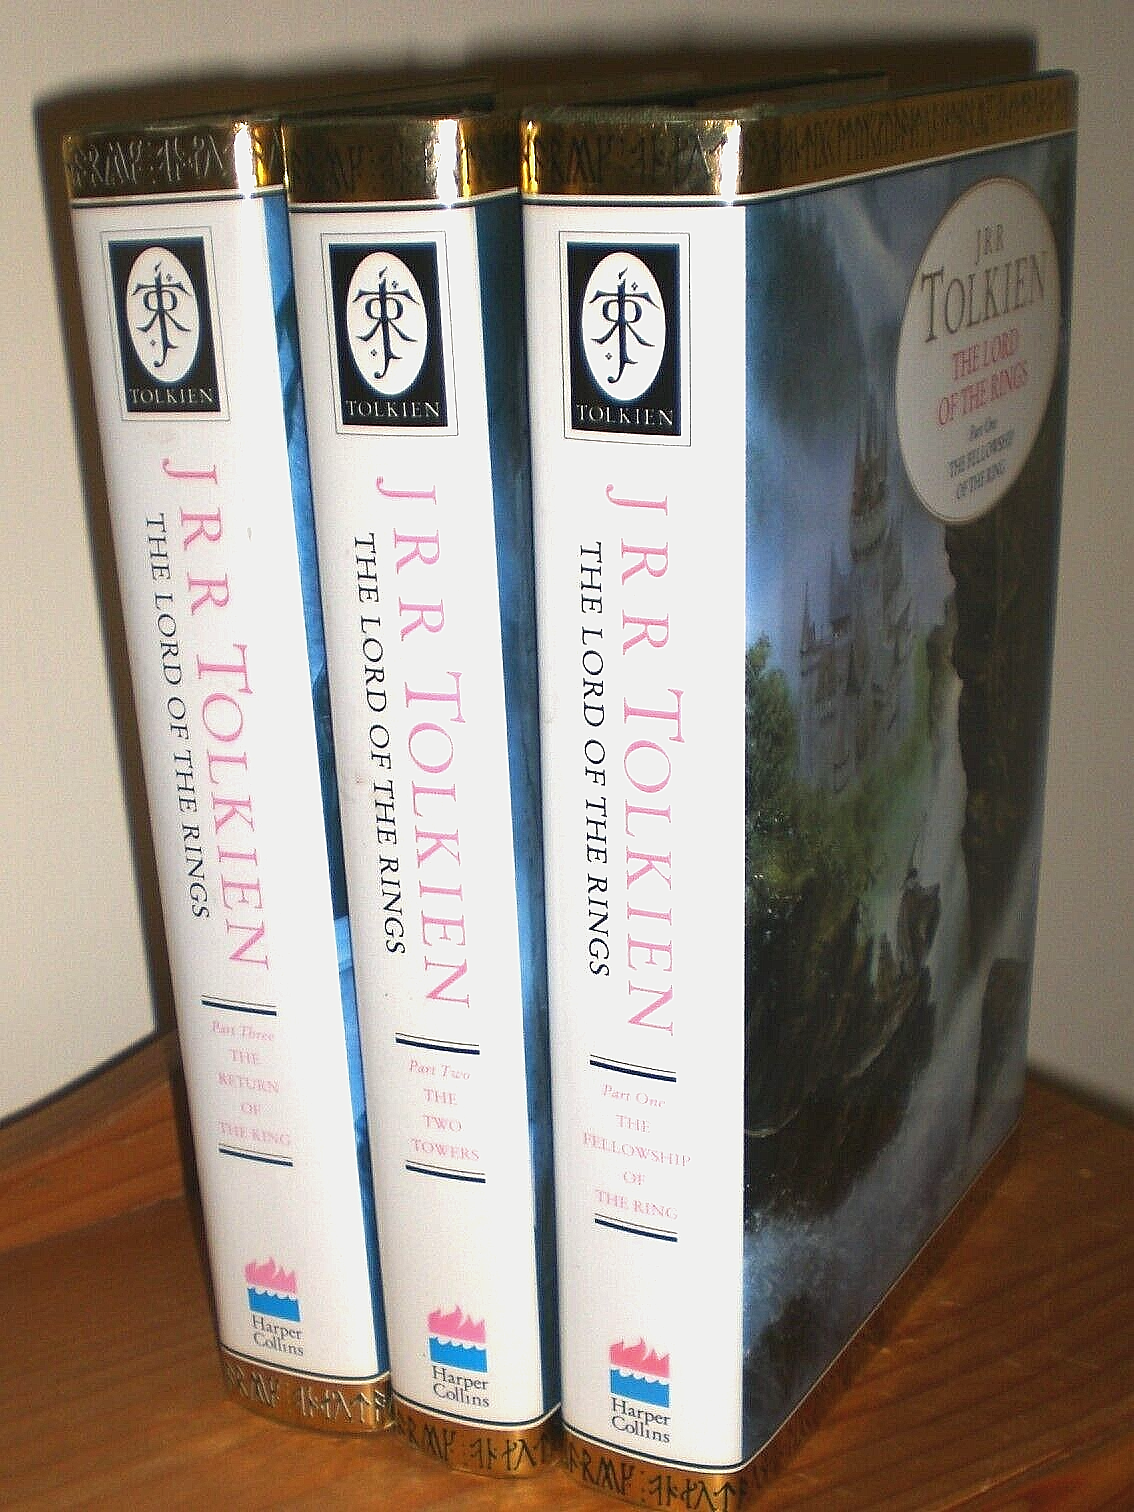 TOLKIEN
J R R TOLKIEN
THE LORD OF THE RINGS
Part Three
THE
RETURN
OF
THE KING
Harper
Collins
TOLKIEN
J R R TOLKIEN
THE LORD OF THE RINGS
Part Two
THE
TWO
TOWERS
Harper
Collins
TOLKIEN
J R R TOLKIEN
THE LORD OF THE RINGS
Part One
THE
FELLOWSHIP
OF
THE RING
Harper
Collins
JRR
TOLKIEN
THE LORD
OF THE RINGS
Part One
THE FELLOWSHIP
OF THE RING